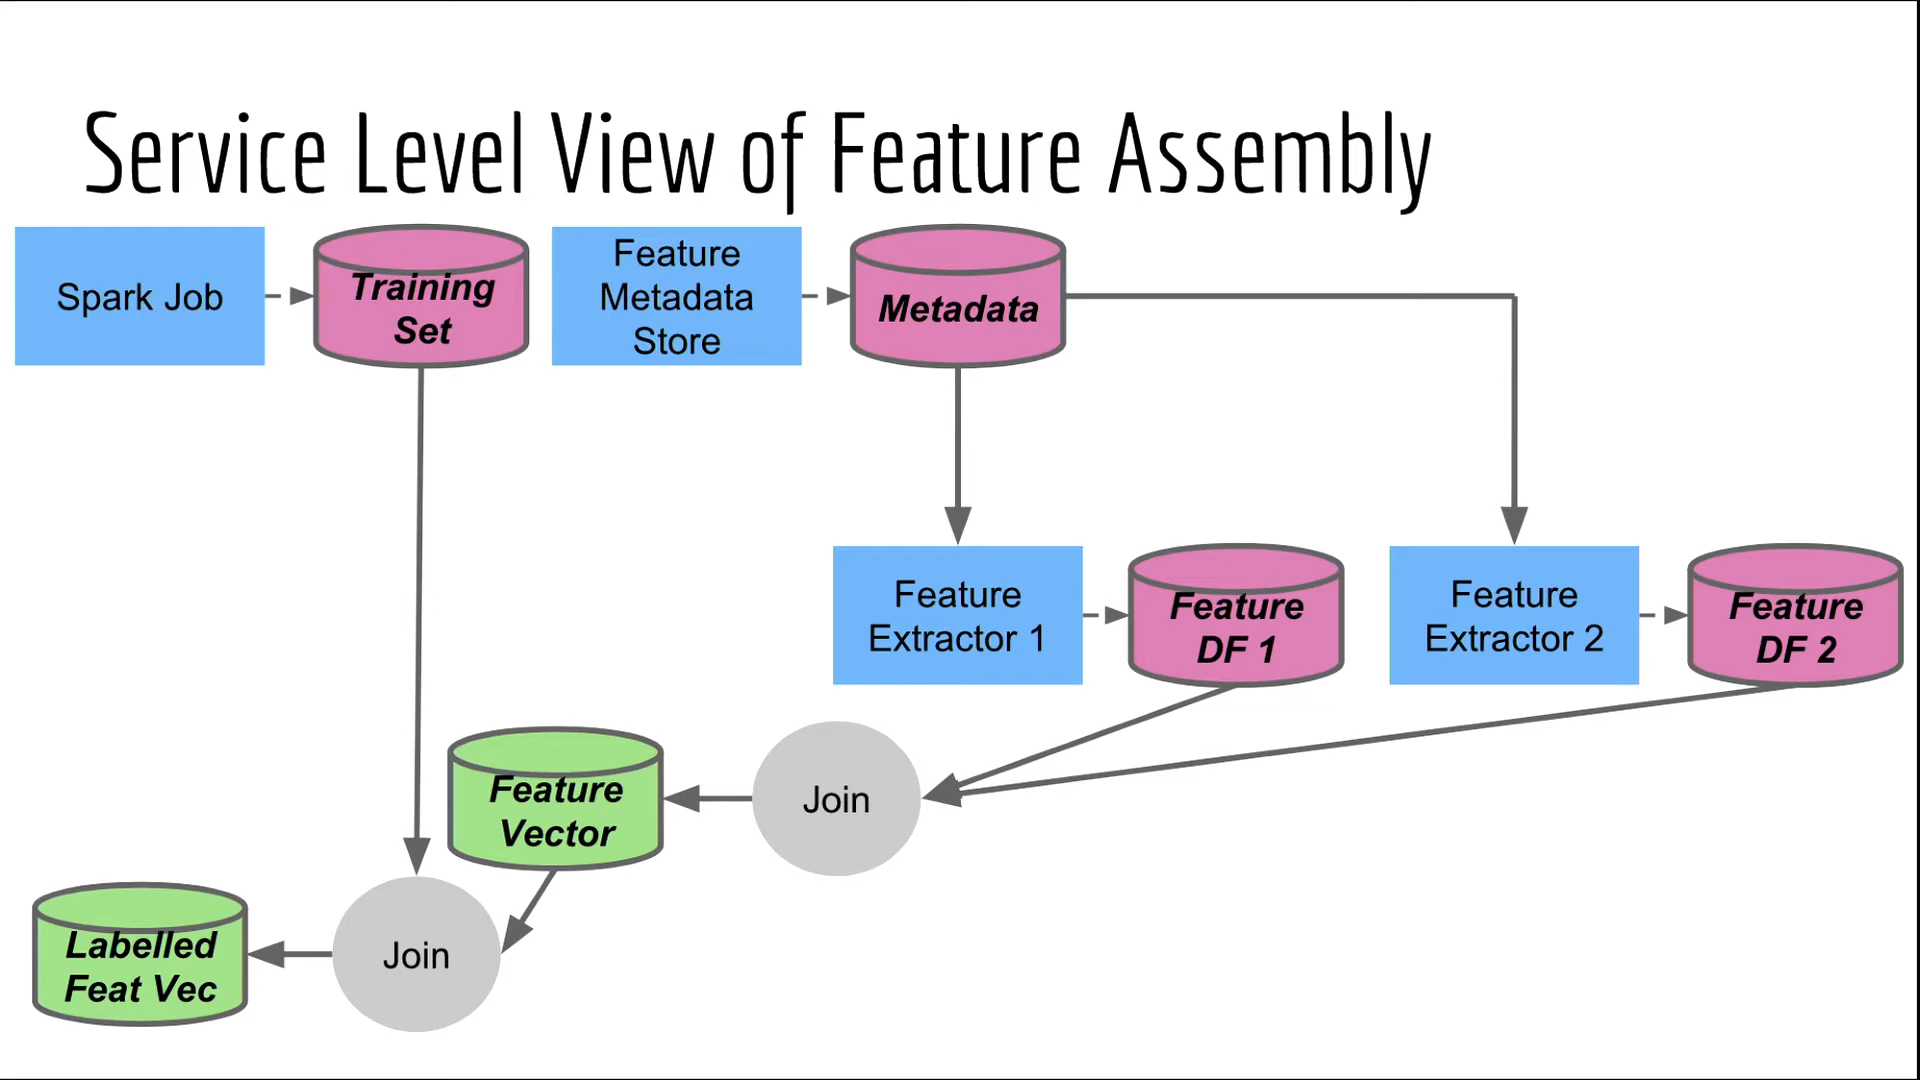 Service Level View of Feature Assembly
Spark Job
Training
Set
Feature
Metadata
Store
Metadata
Feature
Extractor 1
Feature
DF 1
Feature
Extractor 2
Feature
DF 2
Feature
Vector
Join
Labelled
Feat Vec
Join